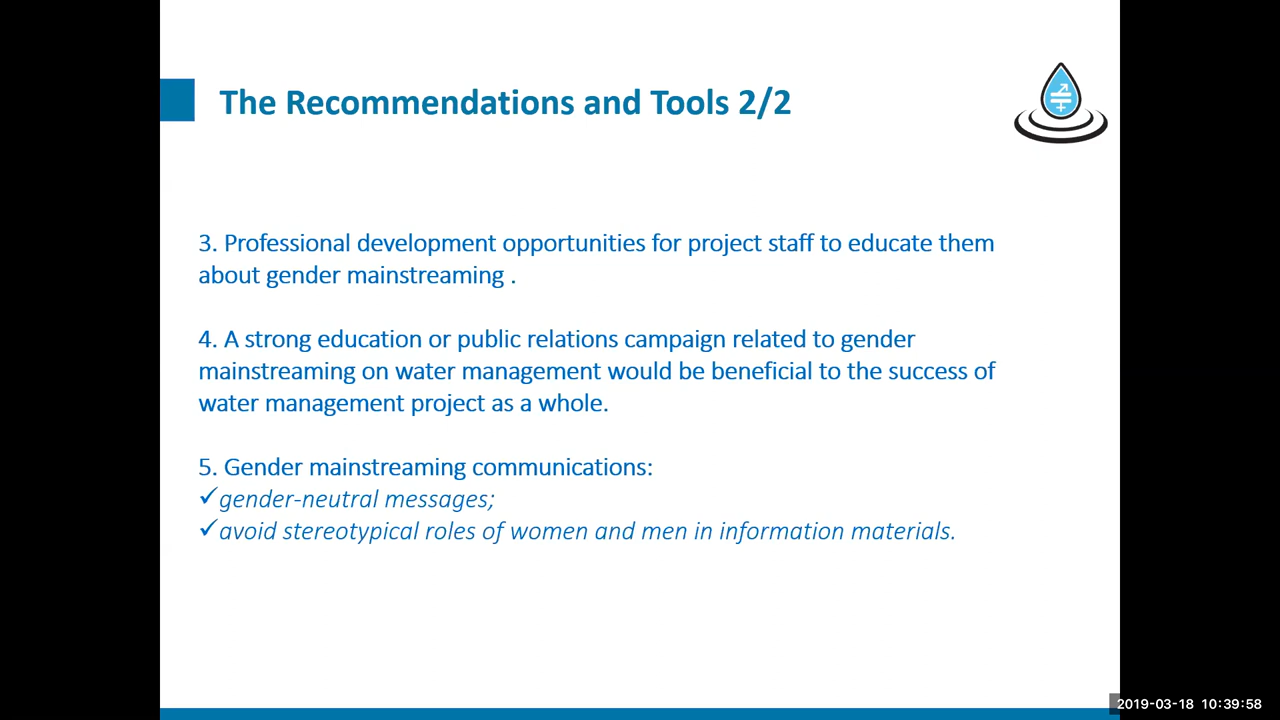 The Recommendations and Tools 2/2
3. Professional development opportunities for project staff to educate them
about gender mainstreaming .
4. A strong education or public relations campaign related to gender
mainstreaming on water management would be beneficial to the success of
water management project as a whole.
5. Gender mainstreaming communications:
✓gender-neutral messages;
✓avoid stereotypical roles of women and men in information materials.
2019-03-18 10:39:58